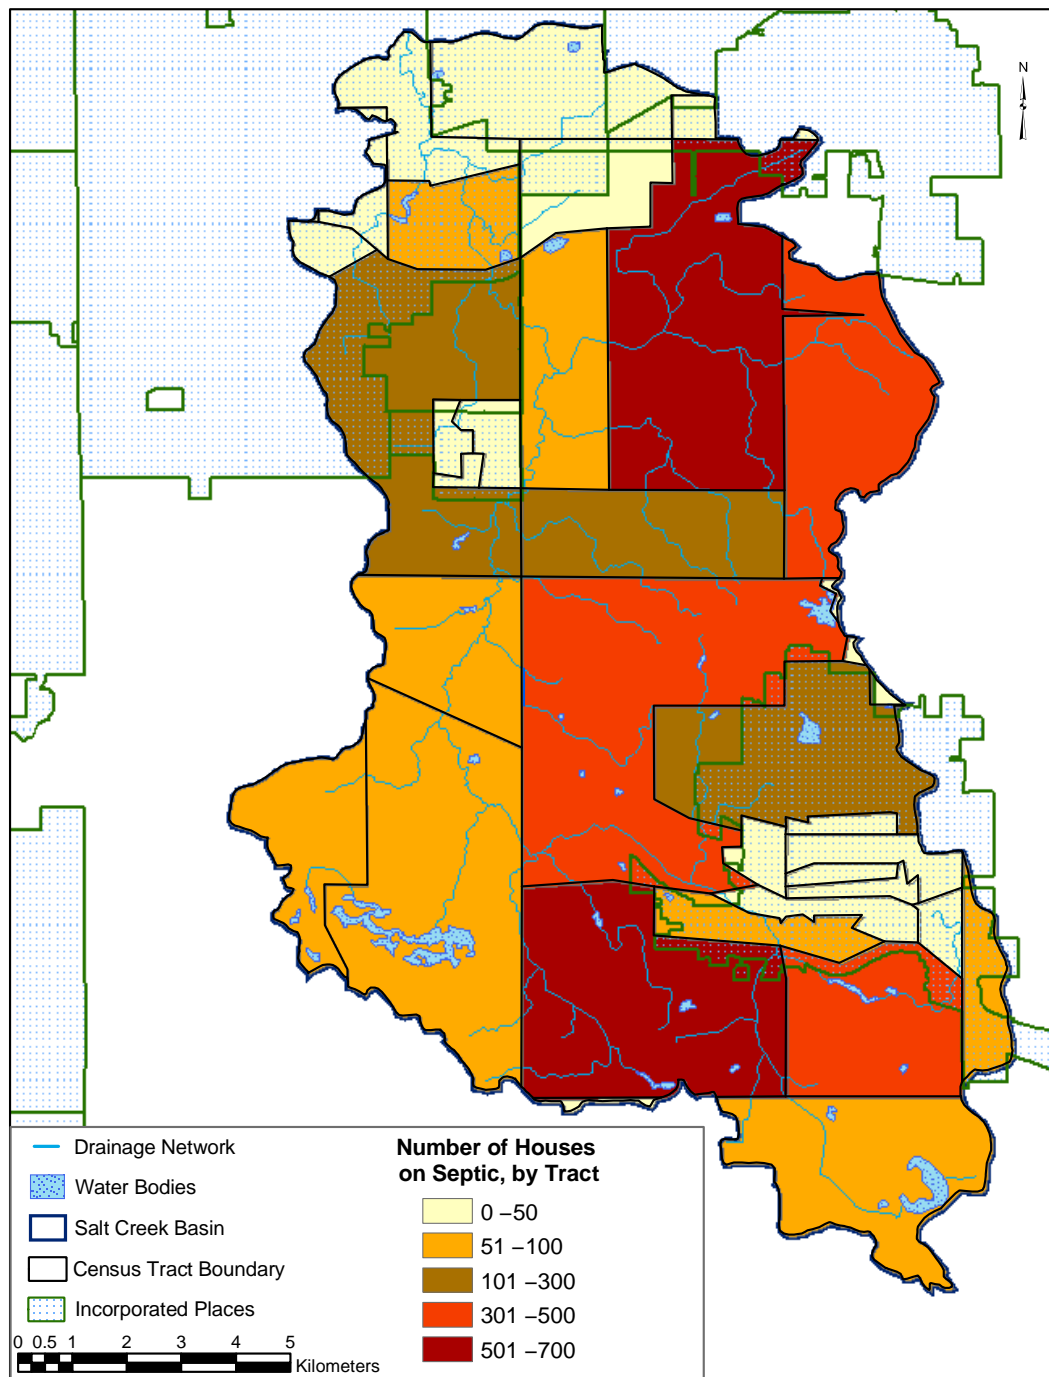 N
Drainage Network
Water Bodies
Salt Creek Basin
Census Tract Boundary
Incorporated Places
0 0.5 1 2 3 4 5
Kilometers
Number of Houses
on Septic, by Tract
0 –50
51 –100
101 –300
301 –500
501 –700